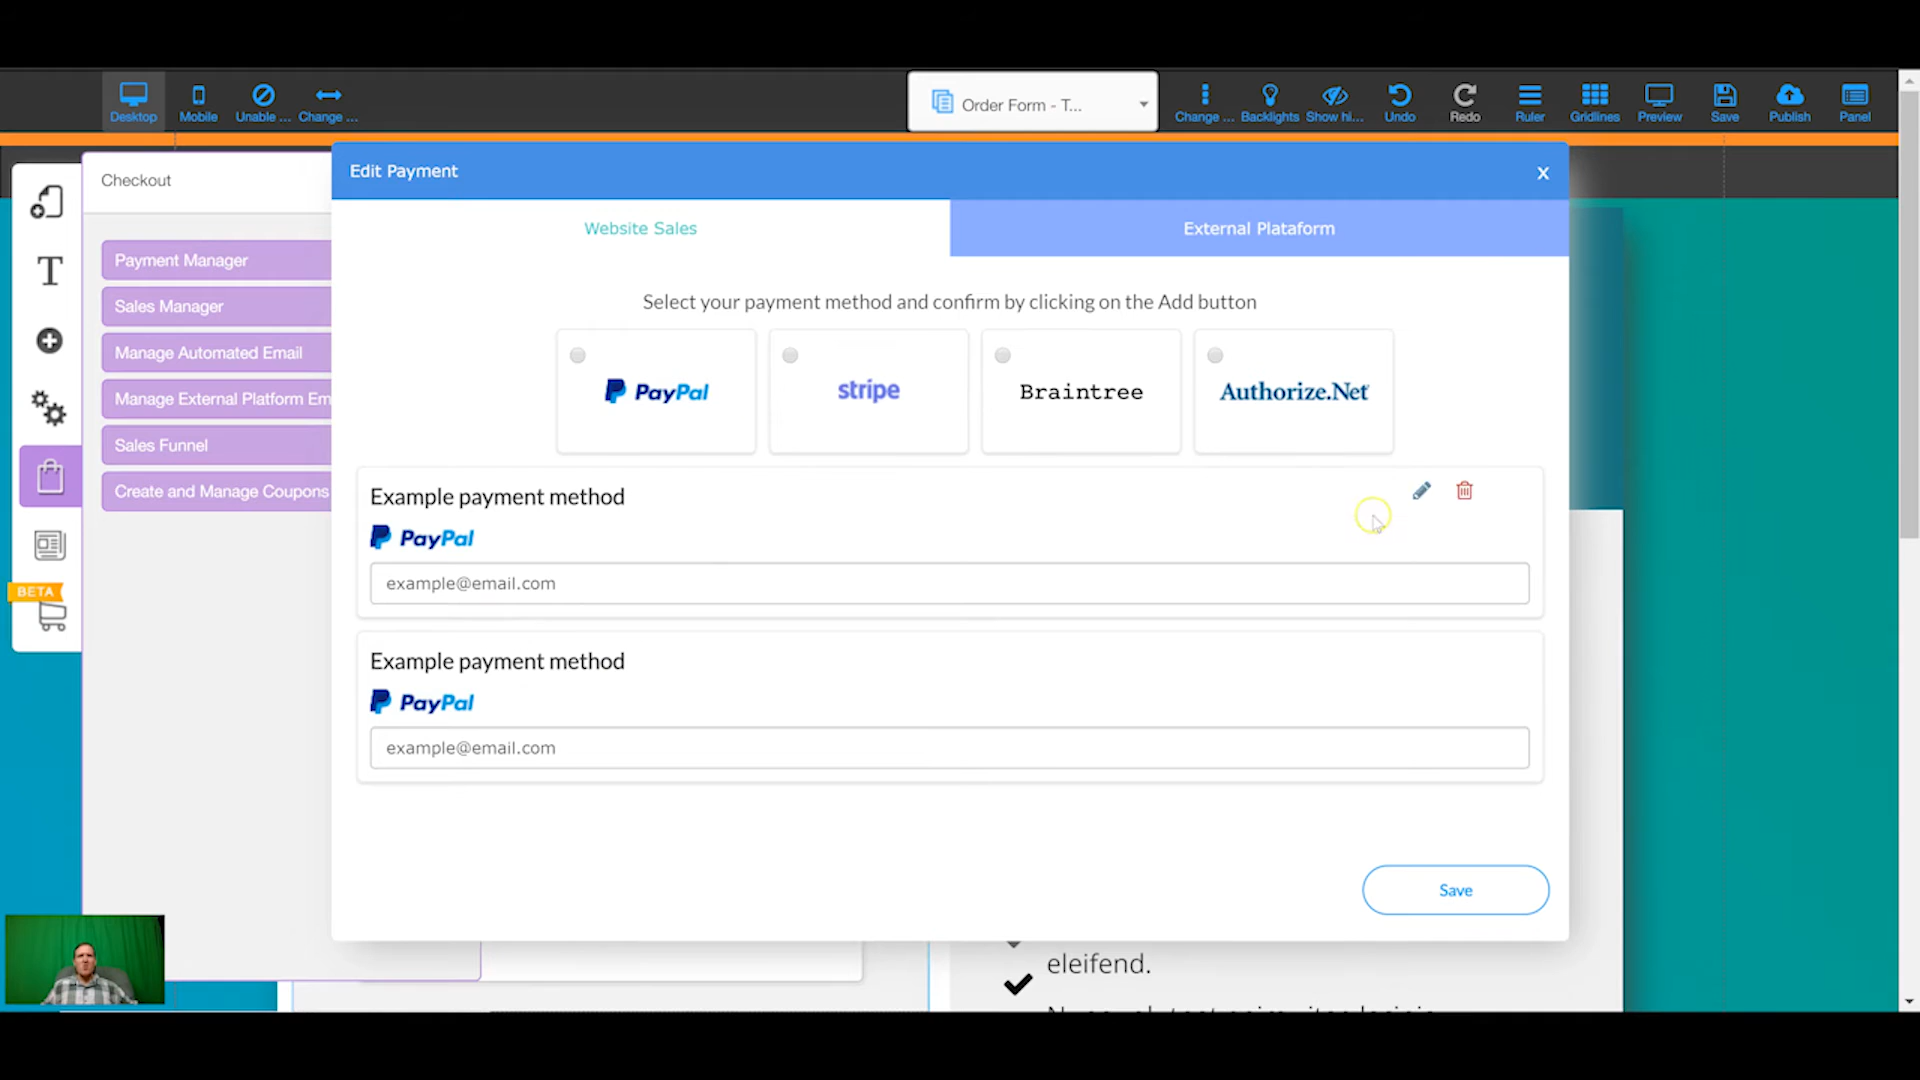 Desktop
Mobile
Unable ...
Change ...
Order Form - T...
Change ...
Backlights
Show hi...
Undo
Redo
Ruler
Gridlines
Preview
Save
Publish
Panel
Checkout
Edit Payment
x
Website Sales
External Plataform
T
Payment Manager
Sales Manager
Manage Automated Email
Manage External Platform Em
Sales Funnel
Create and Manage Coupons
BETA
Select your payment method and confirm by clicking on the Add button
PayPal
stripe
Braintree
Authorize.Net
Example payment method
PayPal
example@email.com
Example payment method
PayPal
example@email.com
Save
eleifend.